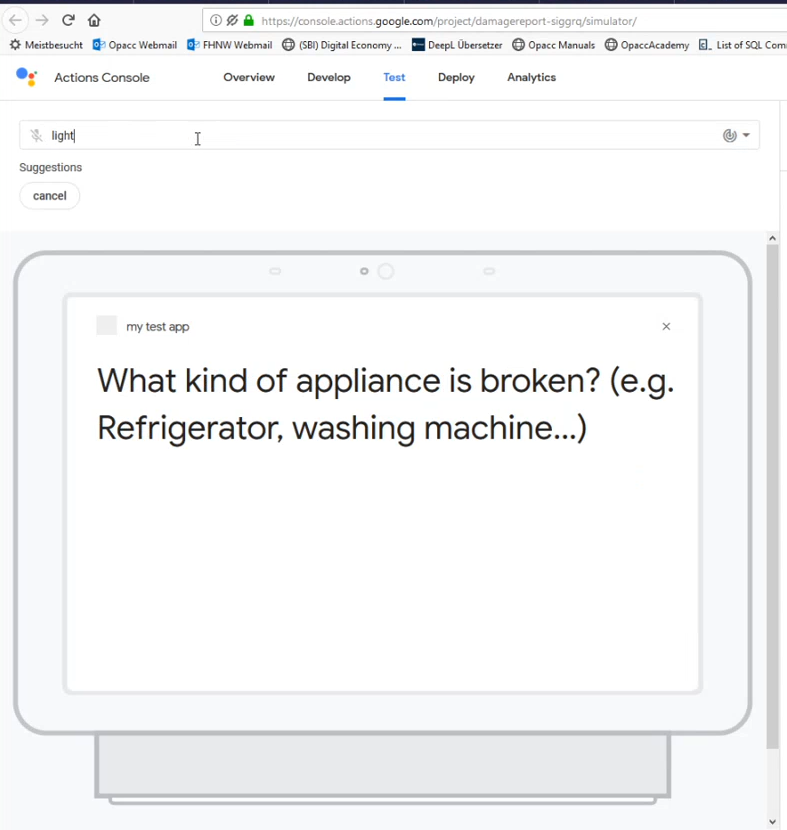 https://console.actions.google.com/project/damagereport-siggrq/simulator/
Meistbesucht Opacc Webmail FHNW Webmail (SBI) Digital Economy ... DeepL Übersetzer Opacc Manuals OpaccAcademy List of SQL Com
Actions Console Overview Develop Test Deploy Analytics
light
Suggestions
cancel
my test app
What kind of appliance is broken? (e.g.
Refrigerator, washing machine...)